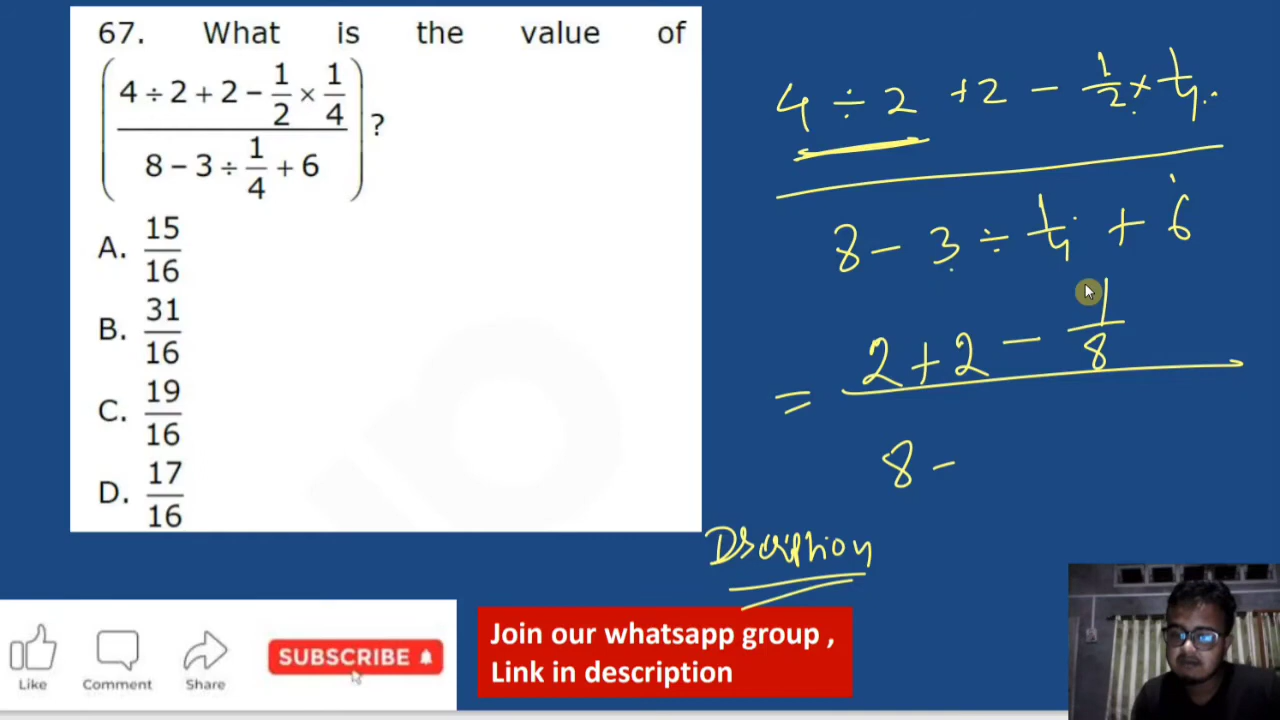 67. What is the value of
(4 ÷ 2 + 2 − 1/2 × 1/4) / (8 − 3 ÷ 1/4 + 6) ?
A. 15/16
B. 31/16
C. 19/16
D. 17/16
4 ÷ 2 + 2 − 1/2 × 1/4
8 − 3 ÷ 1/4 + 6
= 2 + 2 − 1/8
8 −
Dscription
Like Comment Share SUBSCRIBE
Join our whatsapp group ,
Link in description